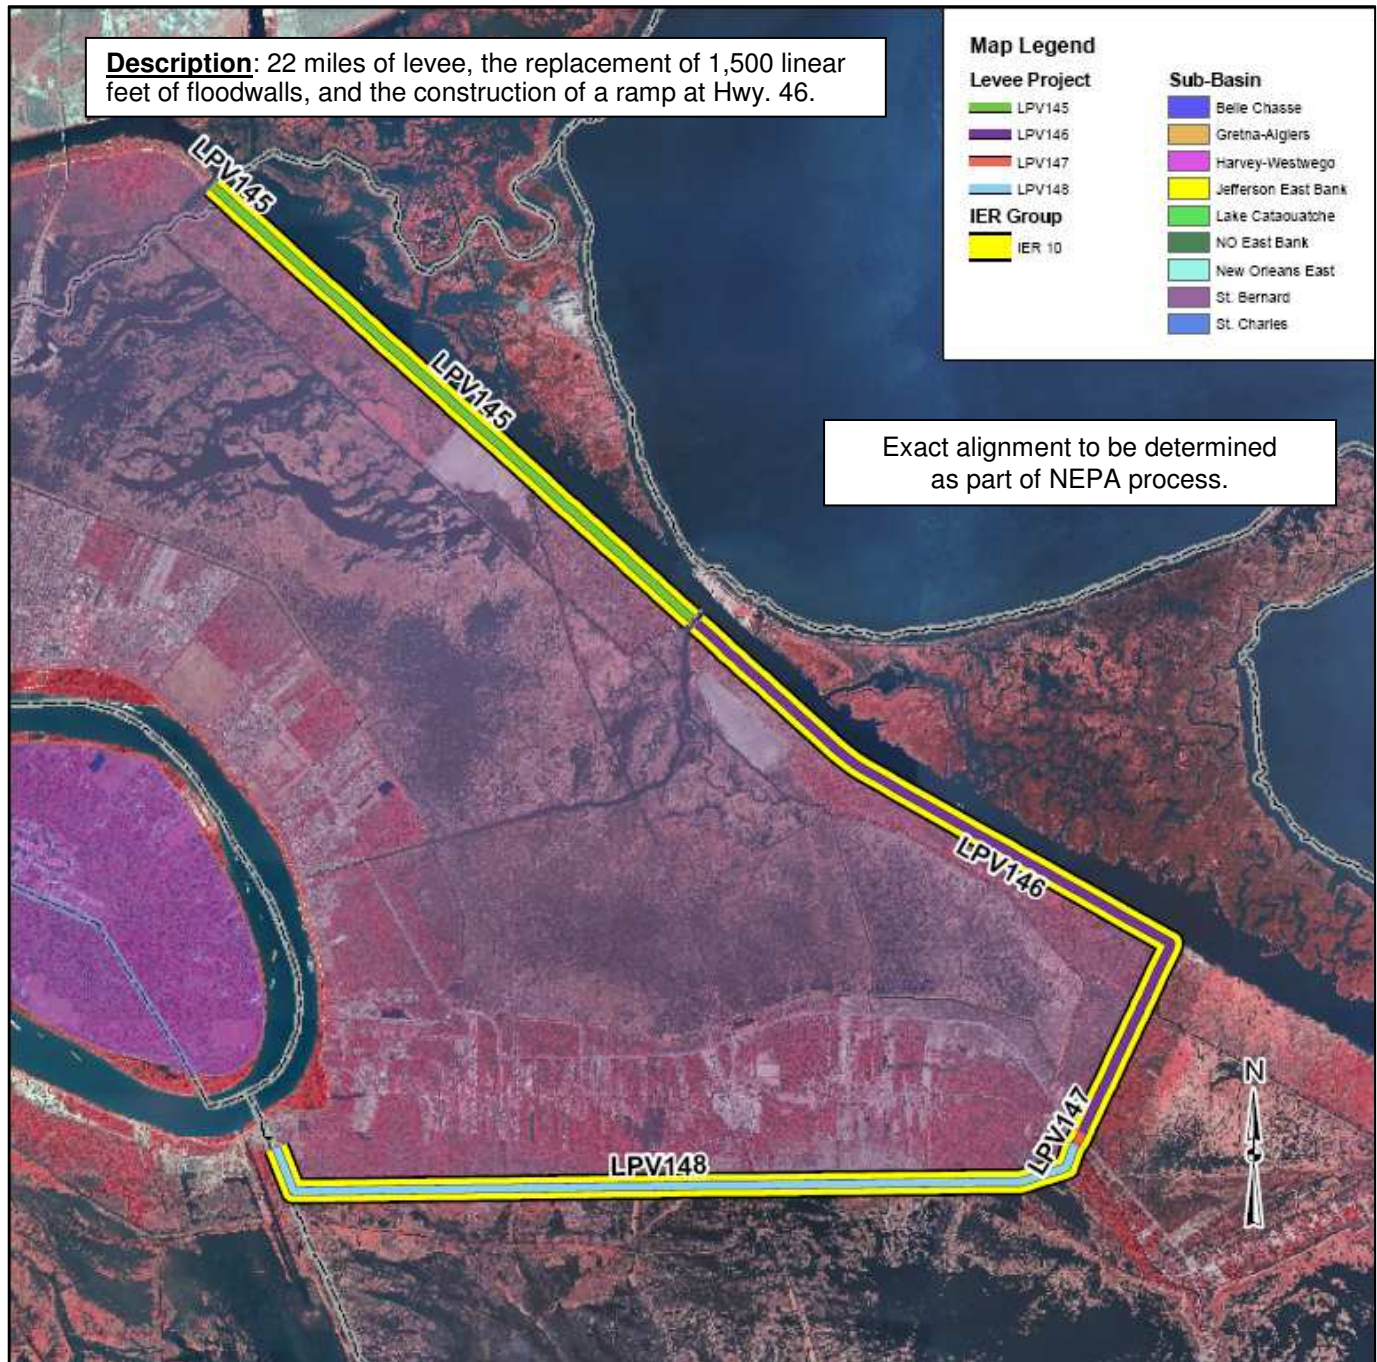 Description: 22 miles of levee, the replacement of 1,500 linear
feet of floodwalls, and the construction of a ramp at Hwy. 46.
Map Legend
Levee Project
LPV145
LPV146
LPV147
LPV148
IER Group
IER 10
Sub-Basin
Belle Chasse
Gretna-Algiers
Harvey-Westwego
Jefferson East Bank
Lake Cataouatche
NO East Bank
New Orleans East
St. Bernard
St. Charles
Exact alignment to be determined
as part of NEPA process.
LPV145
LPV145
LPV146
LPV147
LPV148
N